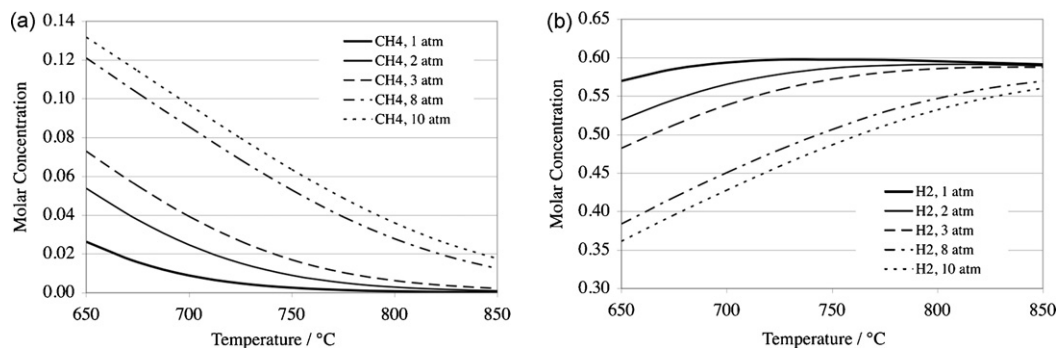 (a)
0.14
0.12
0.10
0.08
0.06
0.04
0.02
0.00
Molar Concentration
CH4, 1 atm
CH4, 2 atm
CH4, 3 atm
CH4, 8 atm
CH4, 10 atm
650 700 750 800 850
Temperature / °C
(b)
0.65
0.60
0.55
0.50
0.45
0.40
0.35
0.30
Molar Concentration
H2, 1 atm
H2, 2 atm
H2, 3 atm
H2, 8 atm
H2, 10 atm
650 700 750 800 850
Temperature / °C